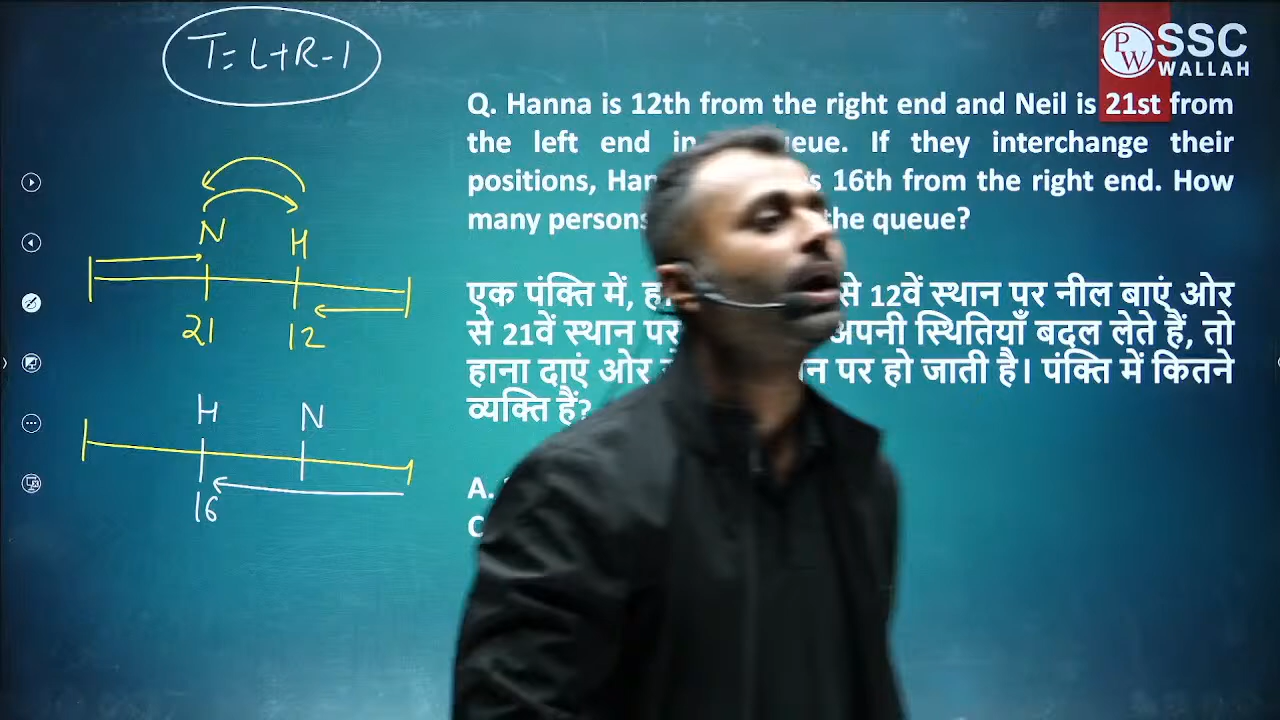 T= L+R-1
PW SSC
WALLAH
Q. Hanna is 12th from the right end and Neil is 21st from
the left end in If they interchange their
positions, 16th from the right end. How
many persons the queue?
N H
21 12
H N
16
एक पंक्ति में, से 12वें स्थान पर नील बाएं ओर
से 21वें स्थान पर अपनी स्थितियाँ बदल लेते हैं, तो
हाना दाएं ओर पर हो जाती है। पंक्ति में कितने
व्यक्ति हैं?
A.
C